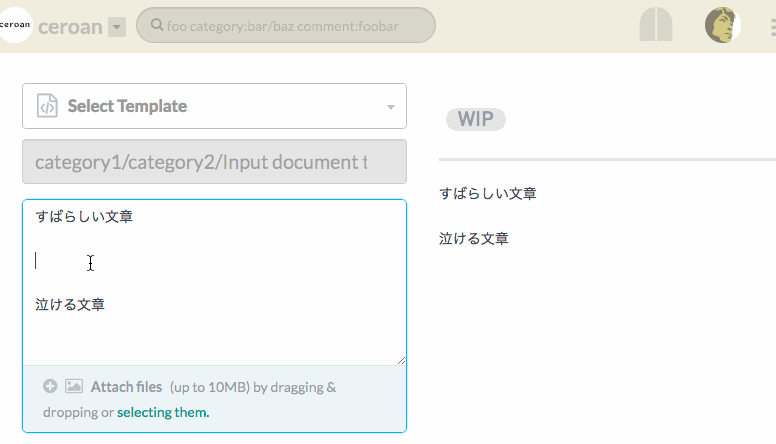 ceroan
ceroan
foo category:bar/baz comment:foobar
Select Template
category1/category2/Input document t
すばらしい文章
泣ける文章
Attach files (up to 10MB) by dragging &
dropping or selecting them.
WIP
すばらしい文章
泣ける文章